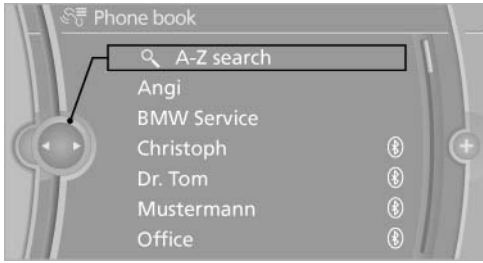 Phone book
A-Z search
Angi
BMW Service
Christoph
Dr. Tom
Mustermann
Office